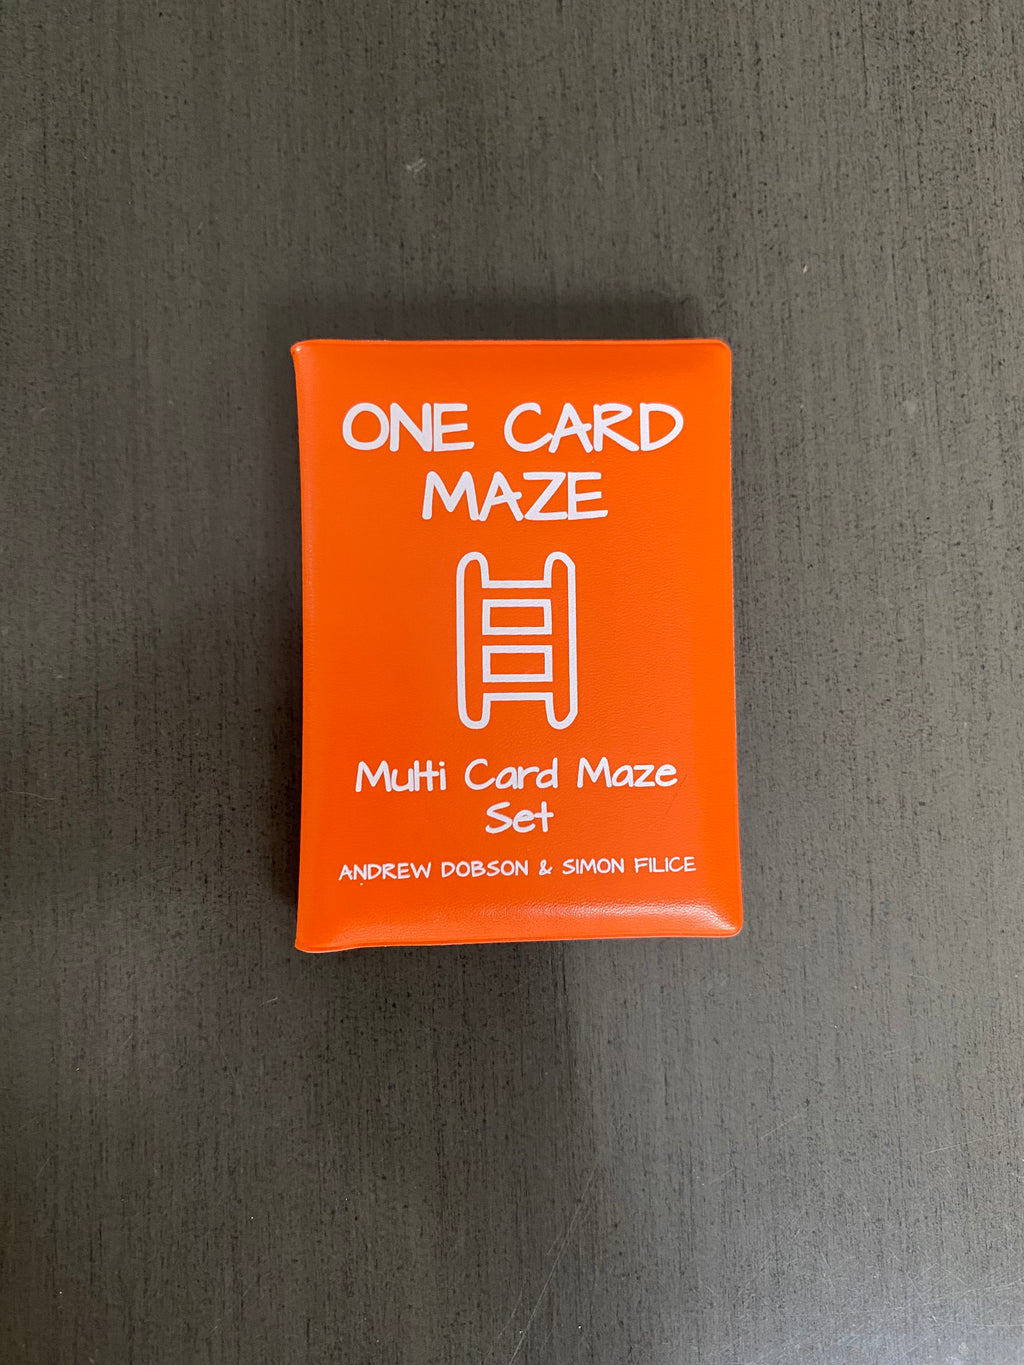 ONE CARD
MAZE
Multi Card Maze
Set
ANDREW DOBSON & SIMON FILICE